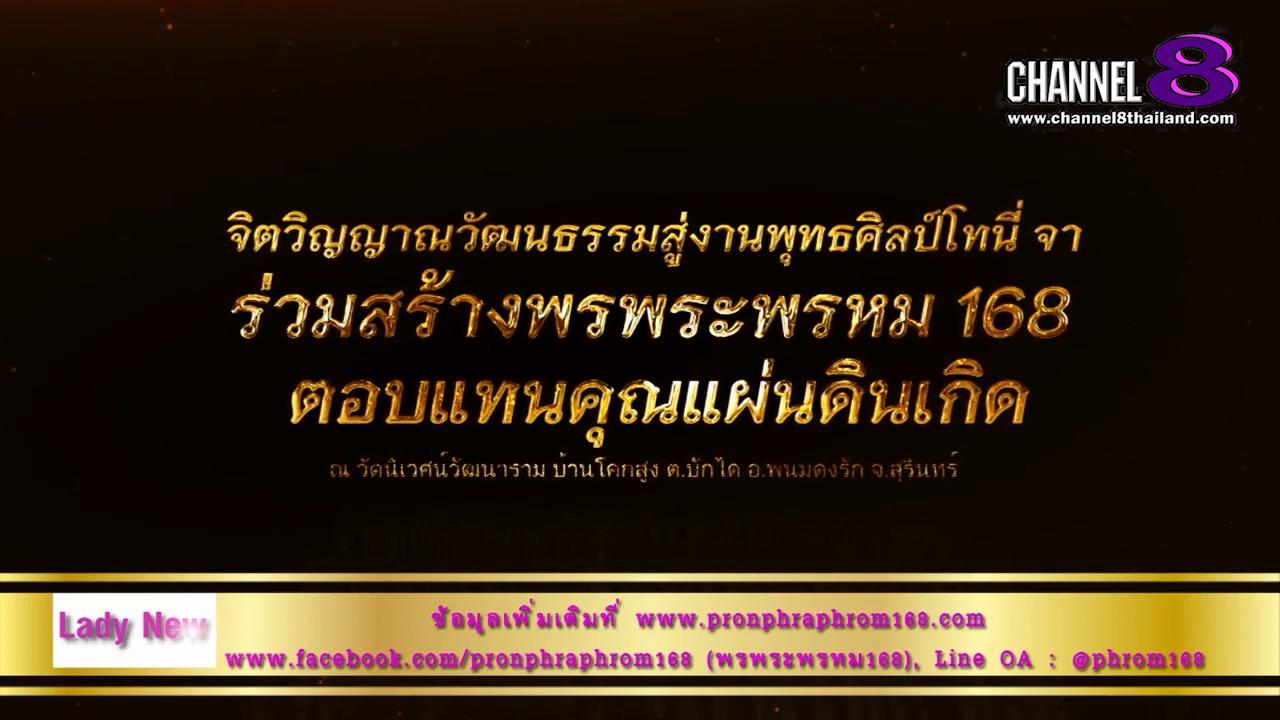 CHANNEL 8
www.channel8thailand.com
จิตวิญญาณวัฒนธรรมสู่งานพุทธศิลป์โทนี่ จา
ร่วมสร้างพรพระพรหม 168
ตอบแทนคุณแผ่นดินเกิด
ณ วัดนิเวศน์วัฒนาราม บ้านโคกสูง ต.บักได อ.พนมดงรัก จ.สุรินทร์
Lady New
ข้อมูลเพิ่มเติมที่ www.pronphraphrom168.com
www.facebook.com/pronphraphrom168 (พรพระพรหม168), Line OA : @phrom168